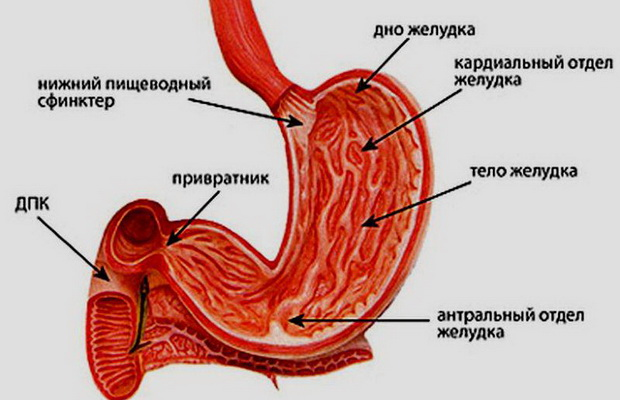 дно желудка
кардиальный отдел
желудка
нижний пищеводный
сфинктер
тело желудка
привратник
ДПК
антральный отдел
желудка